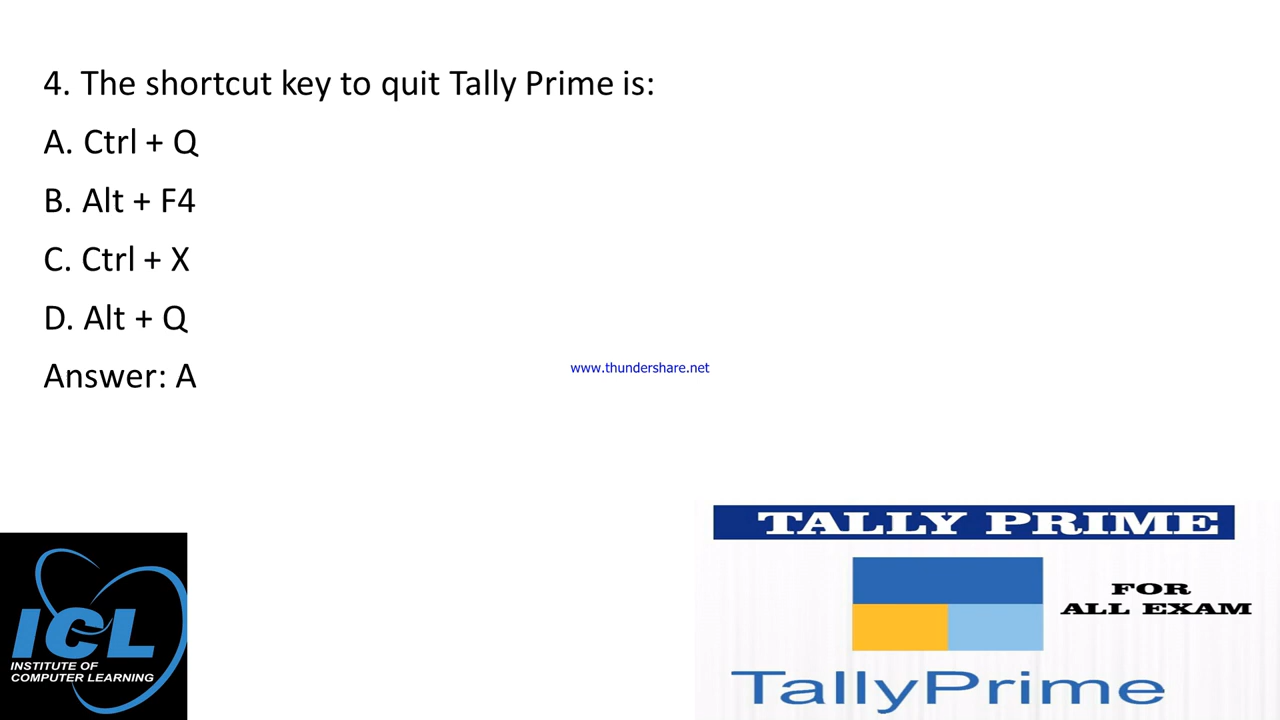 4. The shortcut key to quit Tally Prime is:
A. Ctrl + Q
B. Alt + F4
C. Ctrl + X
D. Alt + Q
Answer: A
www.thundershare.net
ICL
INSTITUTE OF
COMPUTER LEARNING
TALLY PRIME
FOR
ALL EXAM
TallyPrime